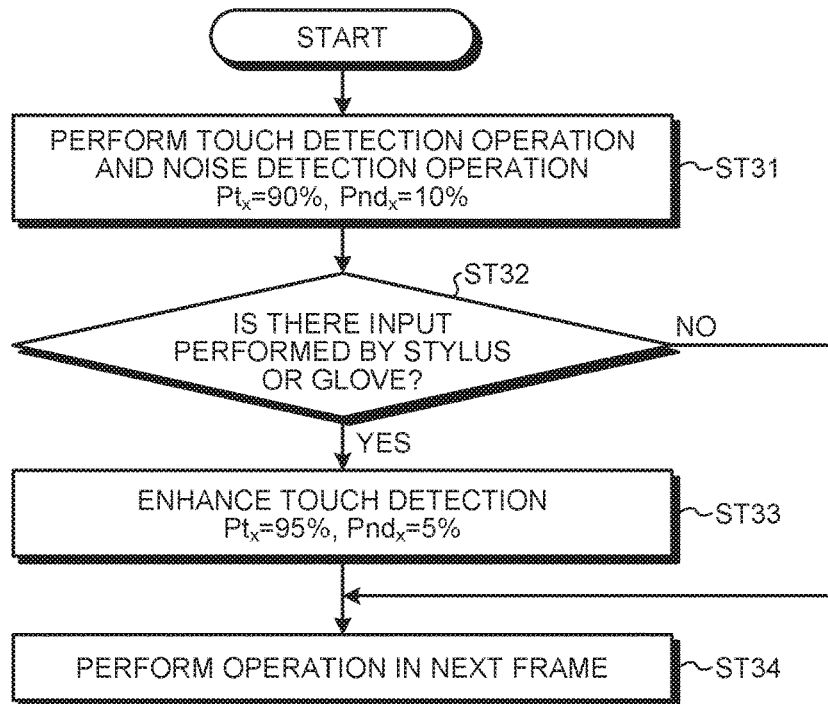 START
PERFORM TOUCH DETECTION OPERATION
AND NOISE DETECTION OPERATION
Ptₓ=90%, Pndₓ=10%
ST31
ST32
IS THERE INPUT
PERFORMED BY STYLUS
OR GLOVE?
NO
YES
ENHANCE TOUCH DETECTION
Ptₓ=95%, Pndₓ=5%
ST33
PERFORM OPERATION IN NEXT FRAME
ST34